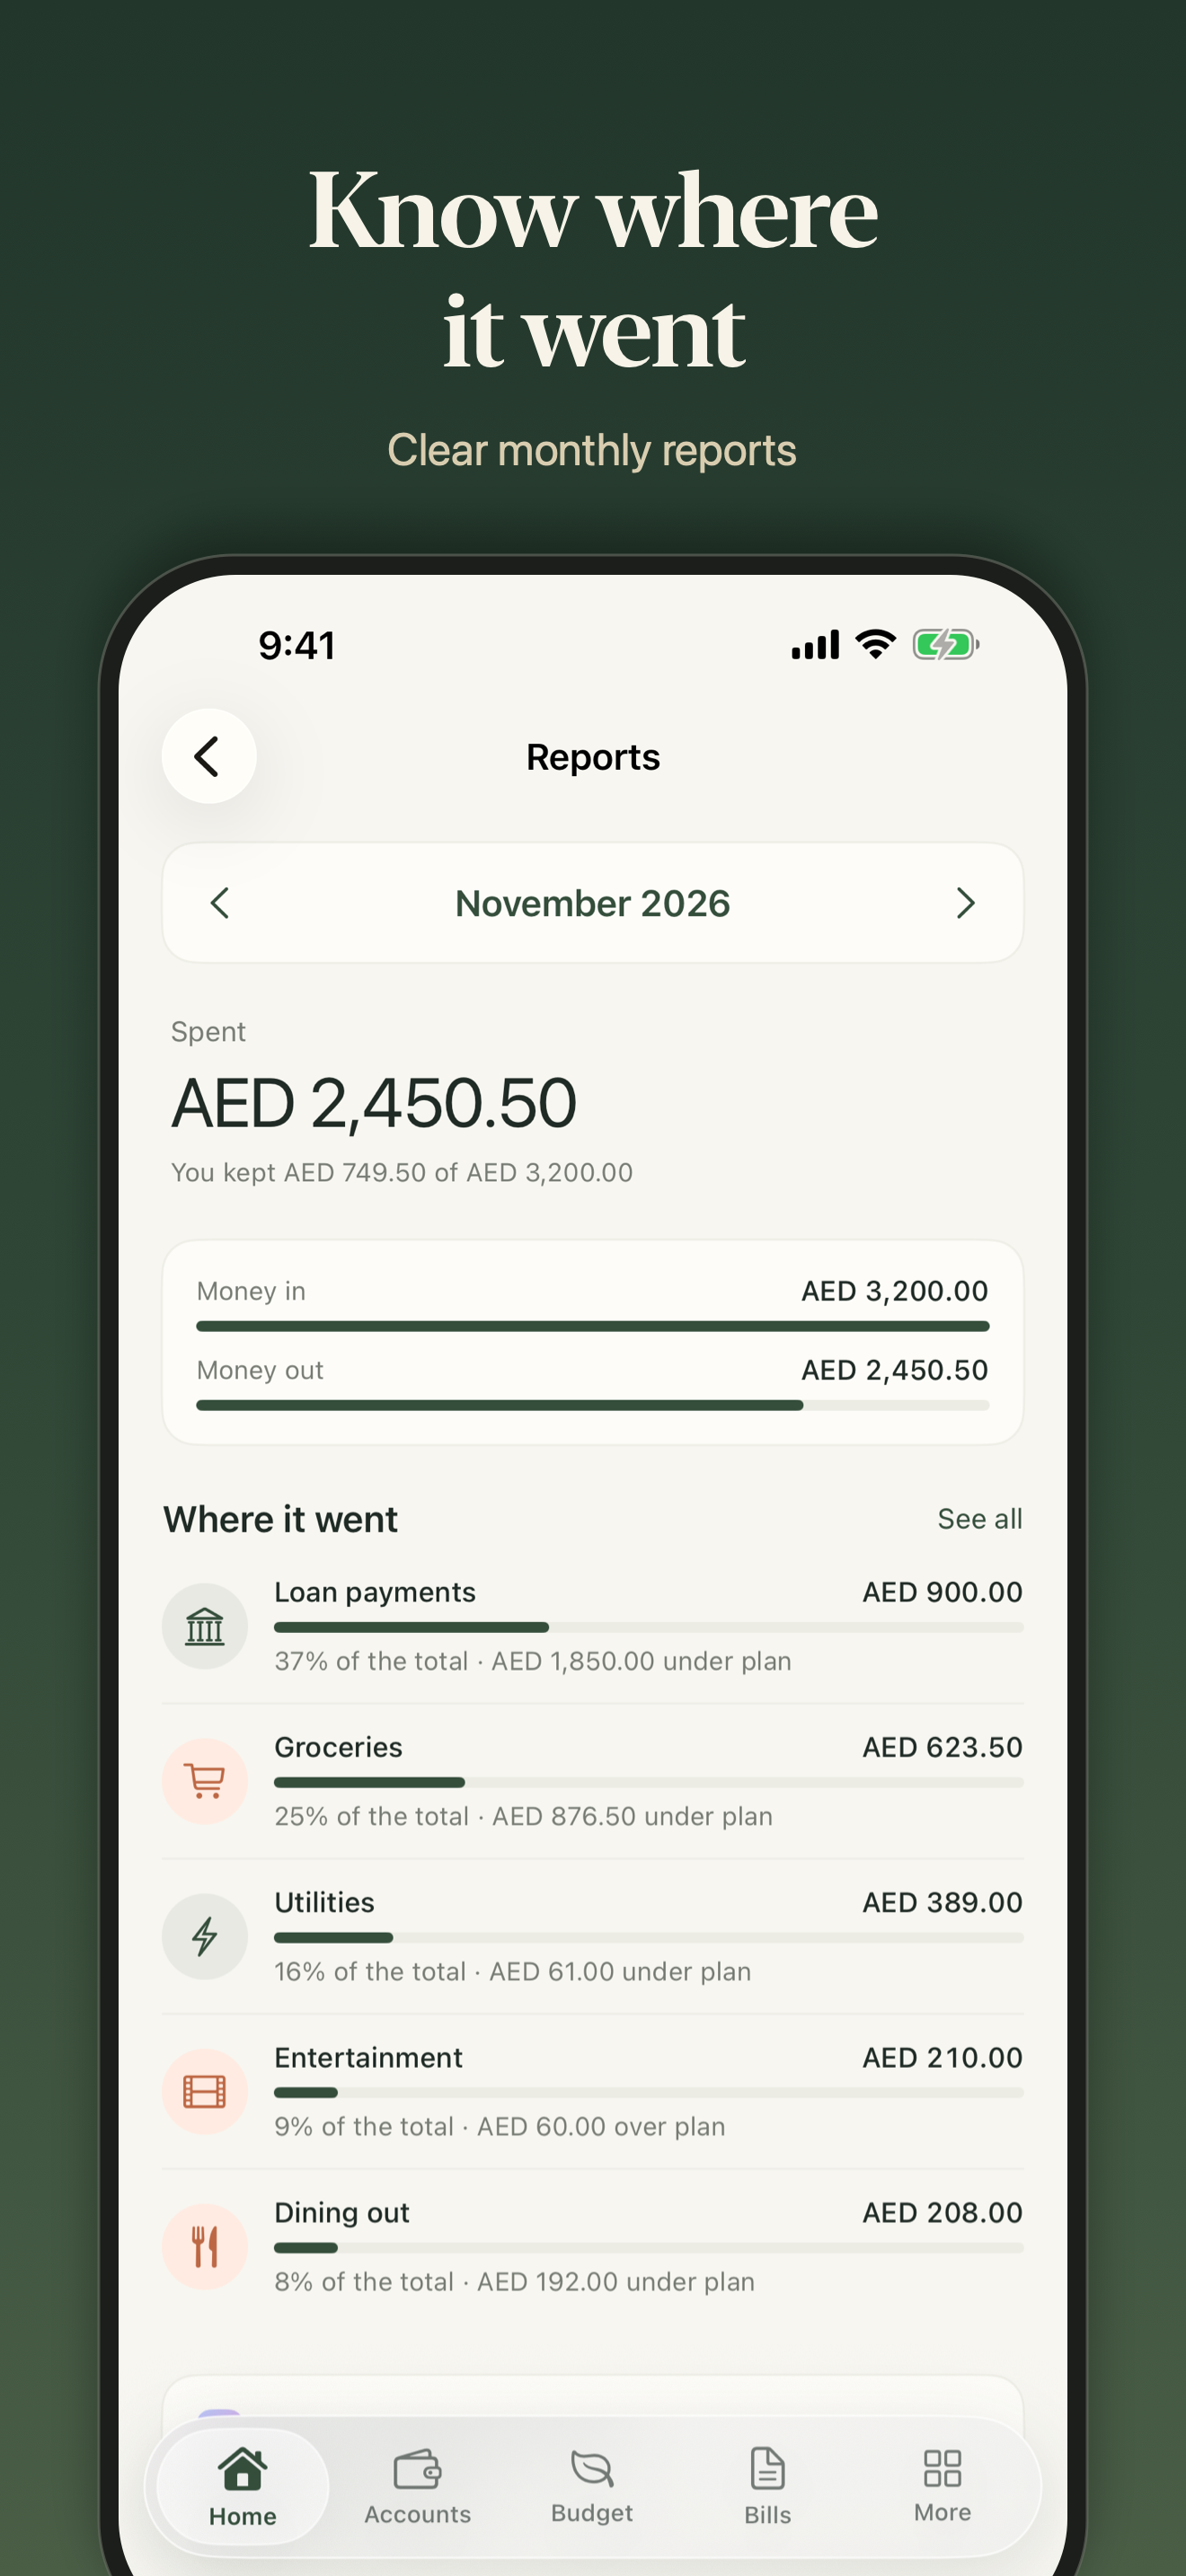 Know where
it went
Clear monthly reports
9:41
Reports
November 2026
Spent
AED 2,450.50
You kept AED 749.50 of AED 3,200.00
Money in AED 3,200.00
Money out AED 2,450.50
Where it went See all
Loan payments AED 900.00
37% of the total · AED 1,850.00 under plan
Groceries AED 623.50
25% of the total · AED 876.50 under plan
Utilities AED 389.00
16% of the total · AED 61.00 under plan
Entertainment AED 210.00
9% of the total · AED 60.00 over plan
Dining out AED 208.00
8% of the total · AED 192.00 under plan
Home Accounts Budget Bills More